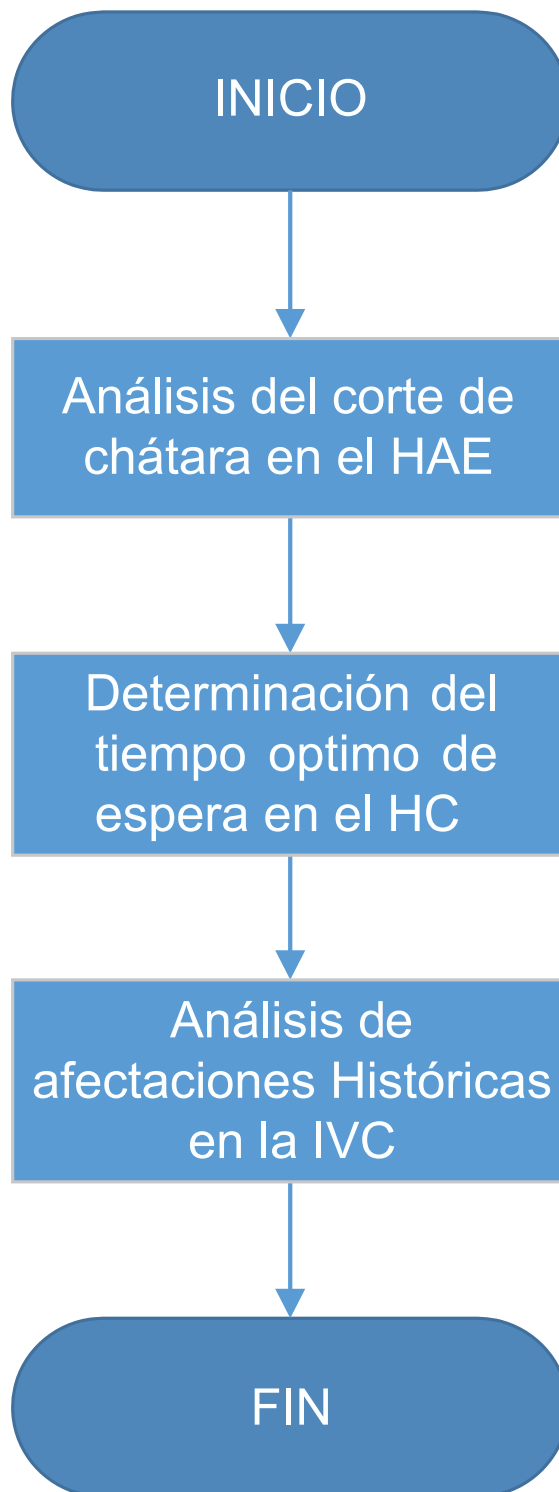 INICIO
Análisis del corte de
chátara en el HAE
Determinación del
tiempo optimo de
espera en el HC
Análisis de
afectaciones Históricas
en la IVC
FIN